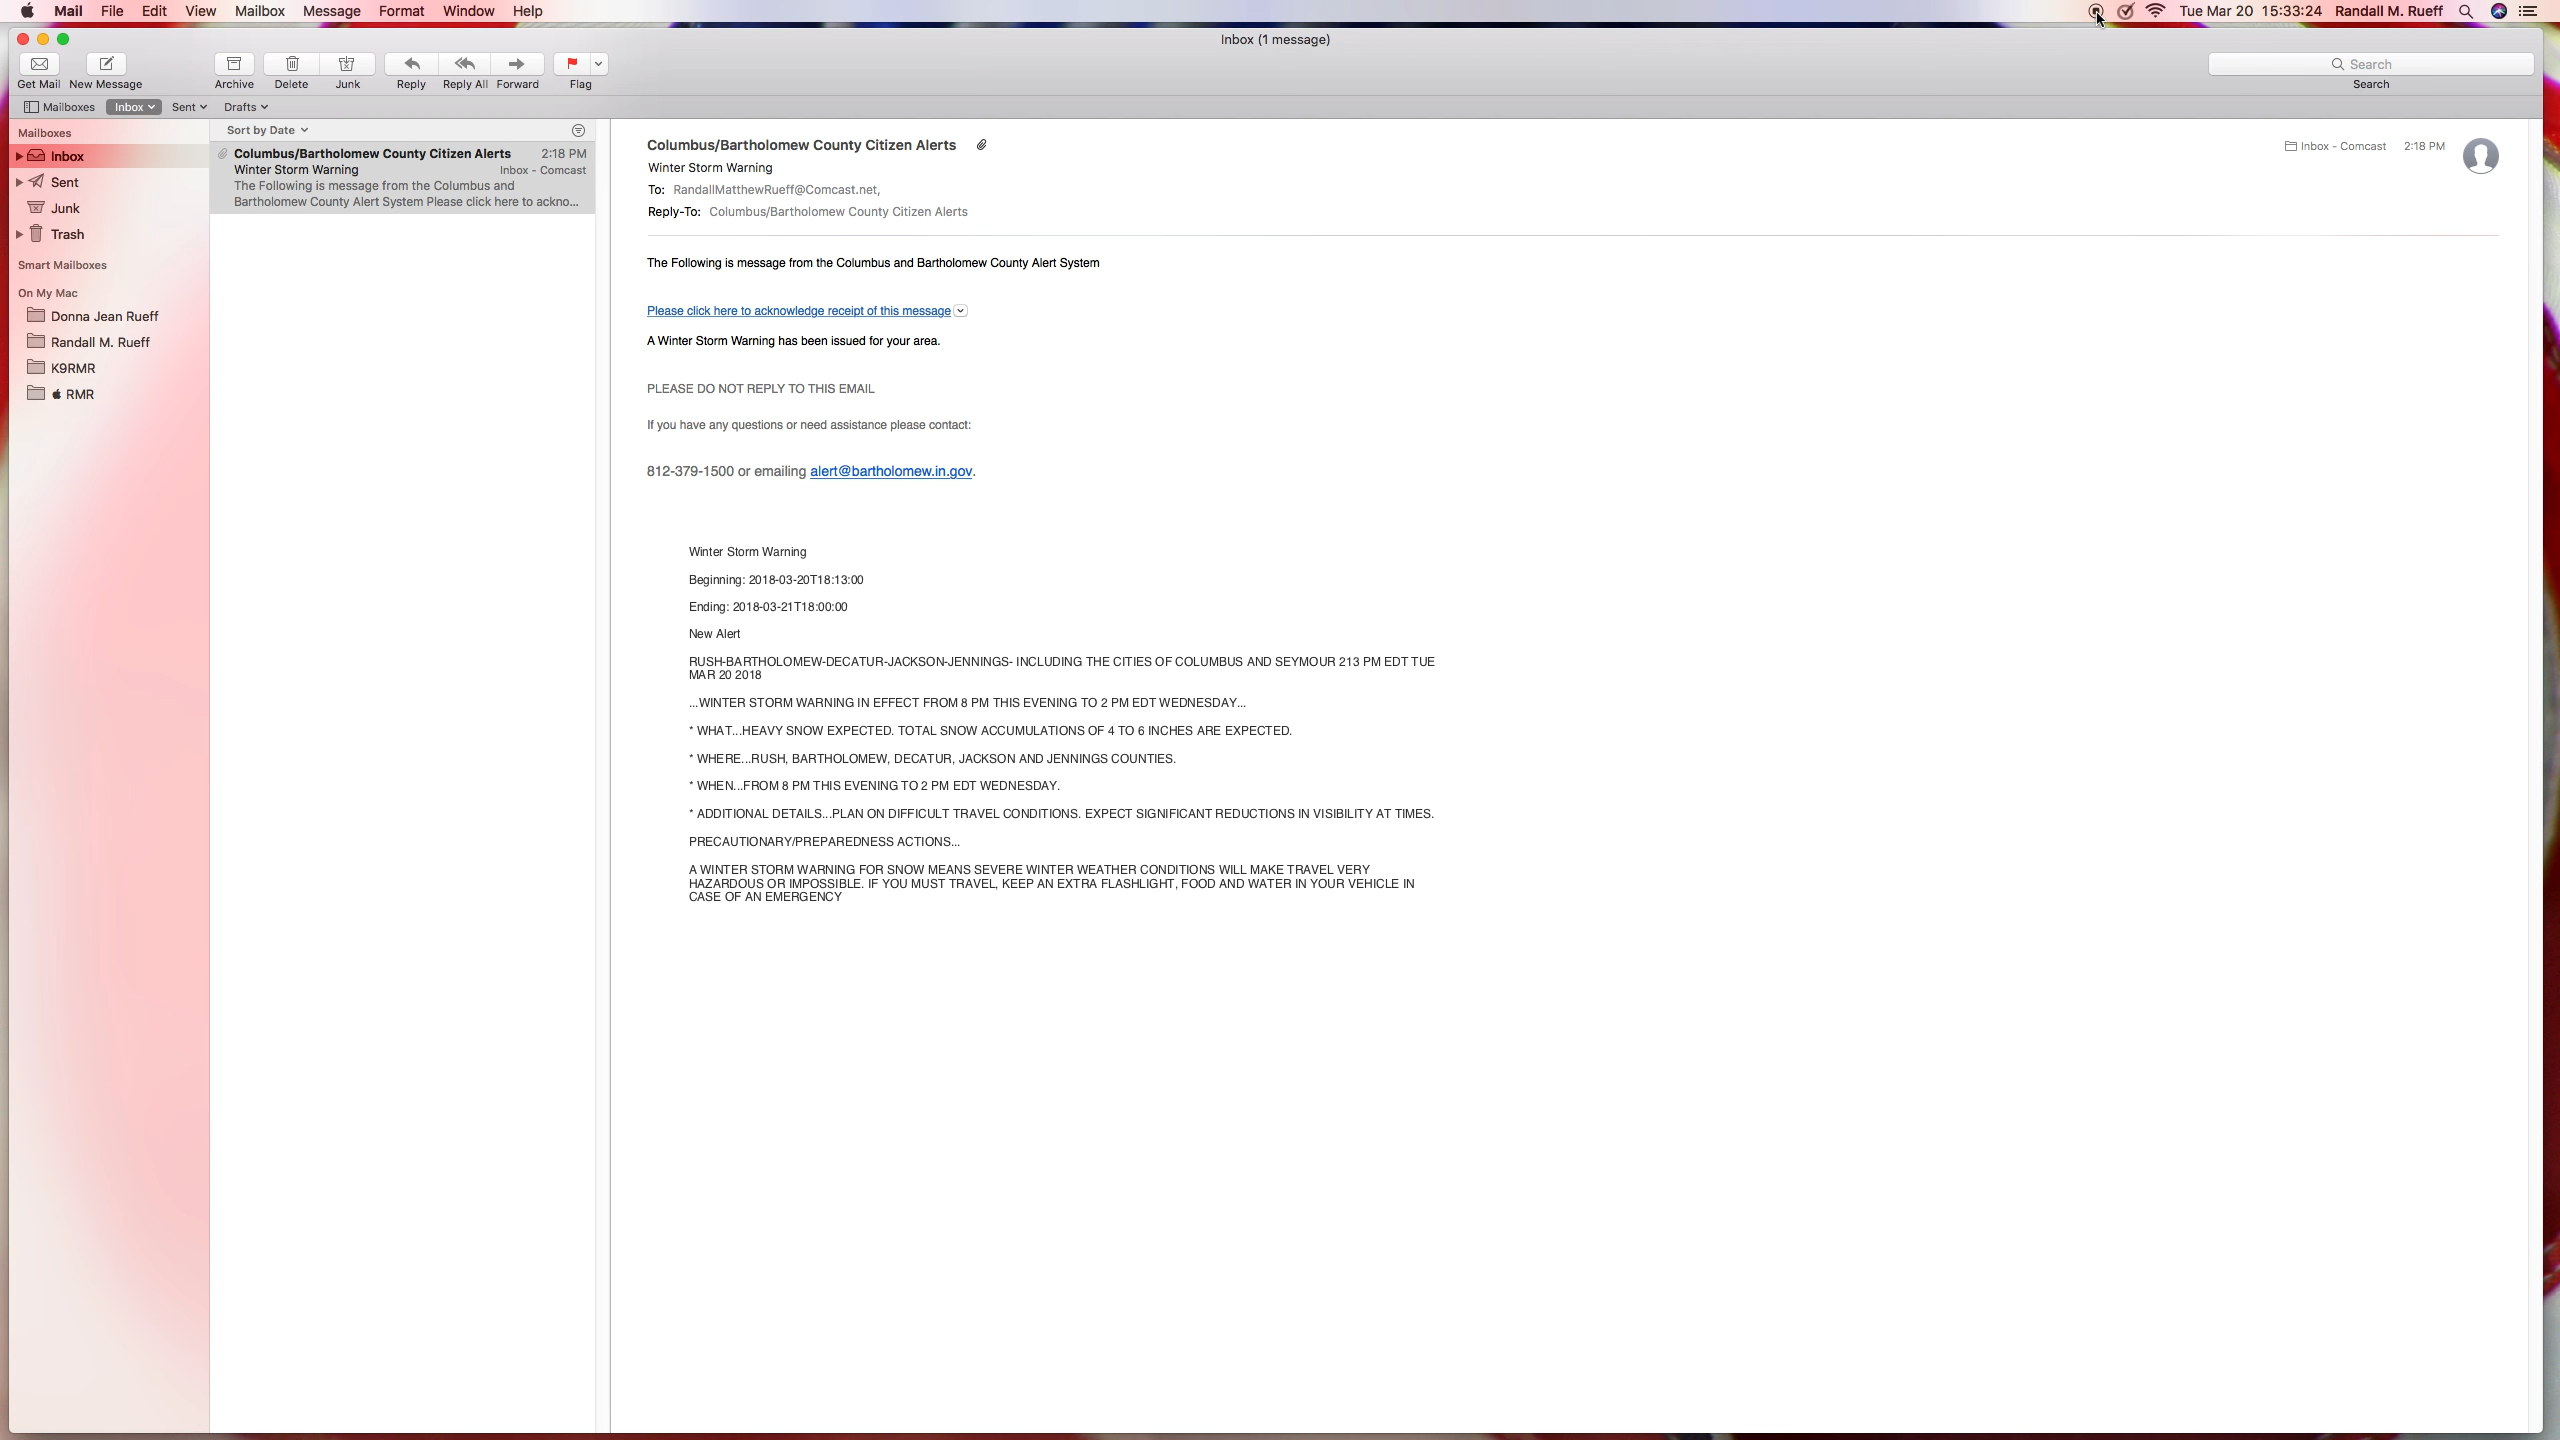 Mail File Edit View Mailbox Message Format Window Help
Tue Mar 20 15:33:24 Randall M. Rueff
Inbox (1 message)
Get Mail New Message Archive Delete Junk Reply Reply All Forward Flag
Search
Search
Mailboxes Inbox Sent Drafts
Mailboxes
Inbox
Sent
Junk
Trash
Smart Mailboxes
On My Mac
Donna Jean Rueff
Randall M. Rueff
K9RMR
RMR
Sort by Date
Columbus/Bartholomew County Citizen Alerts 2:18 PM
Winter Storm Warning Inbox - Comcast
The Following is message from the Columbus and
Bartholomew County Alert System Please click here to ackno...
Columbus/Bartholomew County Citizen Alerts
Inbox - Comcast 2:18 PM
Winter Storm Warning
To: RandallMatthewRueff@Comcast.net,
Reply-To: Columbus/Bartholomew County Citizen Alerts
The Following is message from the Columbus and Bartholomew County Alert System
Please click here to acknowledge receipt of this message
A Winter Storm Warning has been issued for your area.
PLEASE DO NOT REPLY TO THIS EMAIL
If you have any questions or need assistance please contact:
812-379-1500 or emailing alert@bartholomew.in.gov.
Winter Storm Warning
Beginning: 2018-03-20T18:13:00
Ending: 2018-03-21T18:00:00
New Alert
RUSH-BARTHOLOMEW-DECATUR-JACKSON-JENNINGS- INCLUDING THE CITIES OF COLUMBUS AND SEYMOUR 213 PM EDT TUE
MAR 20 2018
...WINTER STORM WARNING IN EFFECT FROM 8 PM THIS EVENING TO 2 PM EDT WEDNESDAY...
* WHAT...HEAVY SNOW EXPECTED. TOTAL SNOW ACCUMULATIONS OF 4 TO 6 INCHES ARE EXPECTED.
* WHERE...RUSH, BARTHOLOMEW, DECATUR, JACKSON AND JENNINGS COUNTIES.
* WHEN...FROM 8 PM THIS EVENING TO 2 PM EDT WEDNESDAY.
* ADDITIONAL DETAILS...PLAN ON DIFFICULT TRAVEL CONDITIONS. EXPECT SIGNIFICANT REDUCTIONS IN VISIBILITY AT TIMES.
PRECAUTIONARY/PREPAREDNESS ACTIONS...
A WINTER STORM WARNING FOR SNOW MEANS SEVERE WINTER WEATHER CONDITIONS WILL MAKE TRAVEL VERY
HAZARDOUS OR IMPOSSIBLE. IF YOU MUST TRAVEL, KEEP AN EXTRA FLASHLIGHT, FOOD AND WATER IN YOUR VEHICLE IN
CASE OF AN EMERGENCY